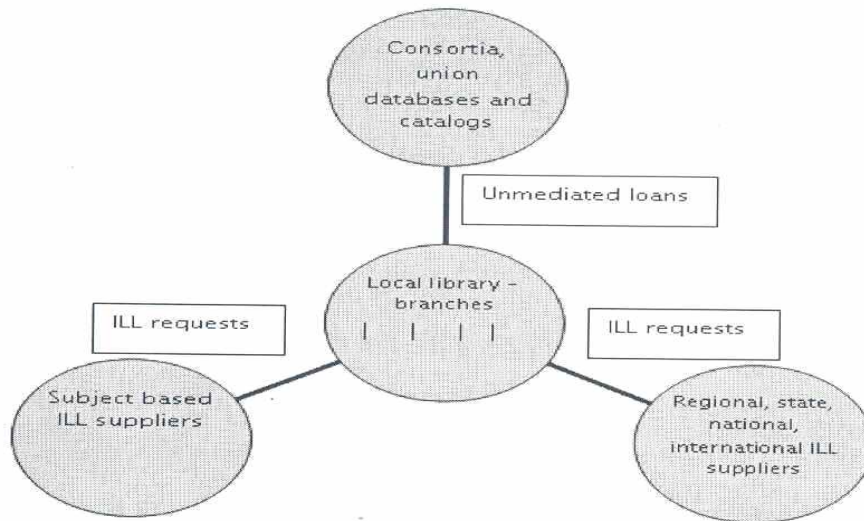 Consortia,
union
databases and
catalogs
Unmediated loans
Local library –
branches
ILL requests
ILL requests
Subject based
ILL suppliers
Regional, state,
national,
international ILL
suppliers